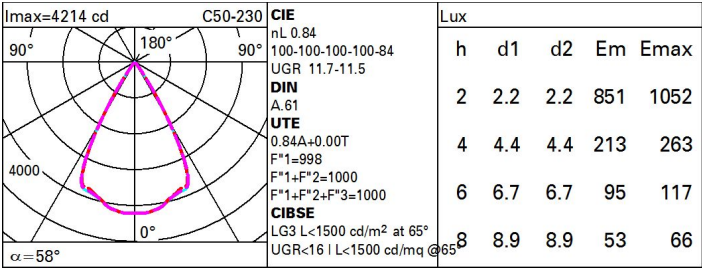 Imax=4214 cd C50-230
90° 180° 90°
4000
0°
α=58°
CIE
nL 0.84
100-100-100-100-84
UGR 11.7-11.5
DIN
A.61
UTE
0.84A+0.00T
F"1=998
F"1+F"2=1000
F"1+F"2+F"3=1000
CIBSE
LG3 L<1500 cd/m² at 65°
UGR<16 | L<1500 cd/mq @65°
Lux
h d1 d2 Em Emax
2 2.2 2.2 851 1052
4 4.4 4.4 213 263
6 6.7 6.7 95 117
8 8.9 8.9 53 66